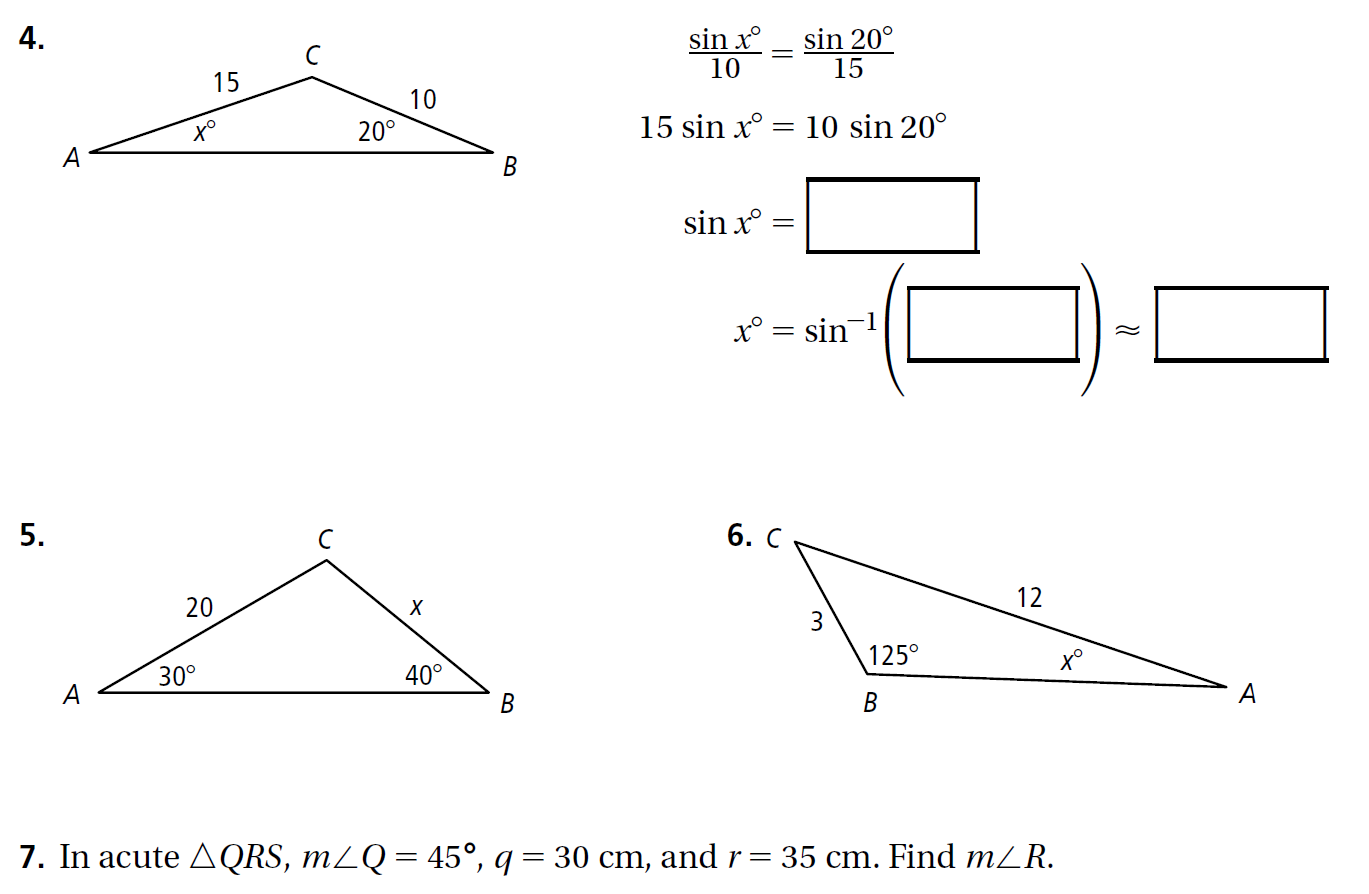 4.
C
15
10
x°
20°
A
B
sin x°/10 = sin 20°/15
15 sin x° = 10 sin 20°
sin x° =
x° = sin⁻¹( ) ≈
5.
C
20
x
30°
40°
A
B
6.
C
12
3
125°
x°
B
A
7. In acute △QRS, m∠Q = 45°, q = 30 cm, and r = 35 cm. Find m∠R.